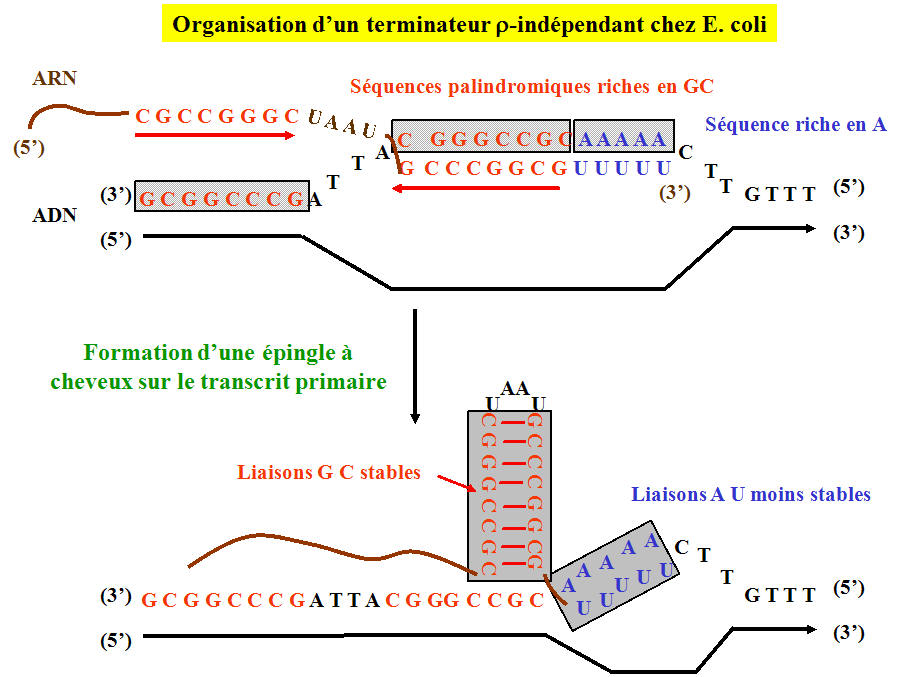 Organisation d'un terminateur ρ-indépendant chez E. coli
ARN
Séquences palindromiques riches en GC
(5')
C G C C G G G C U A A U
C G G G C C G C A A A A A
Séquence riche en A
G C C C G G C G U U U U U
(3')
ADN
(3') G C G G C C C G A T T A
C T T G T T T (5')
(5')
(3')
Formation d'une épingle à
cheveux sur le transcrit primaire
U A A U
C G
G C
G C
G C
C G
C G
G C
C G
Liaisons G C stables
Liaisons A U moins stables
A A A A A
U U U U U
(3') G C G G C C C G A T T A C G G G C C G C
C T T G T T T (5')
(5')
(3')